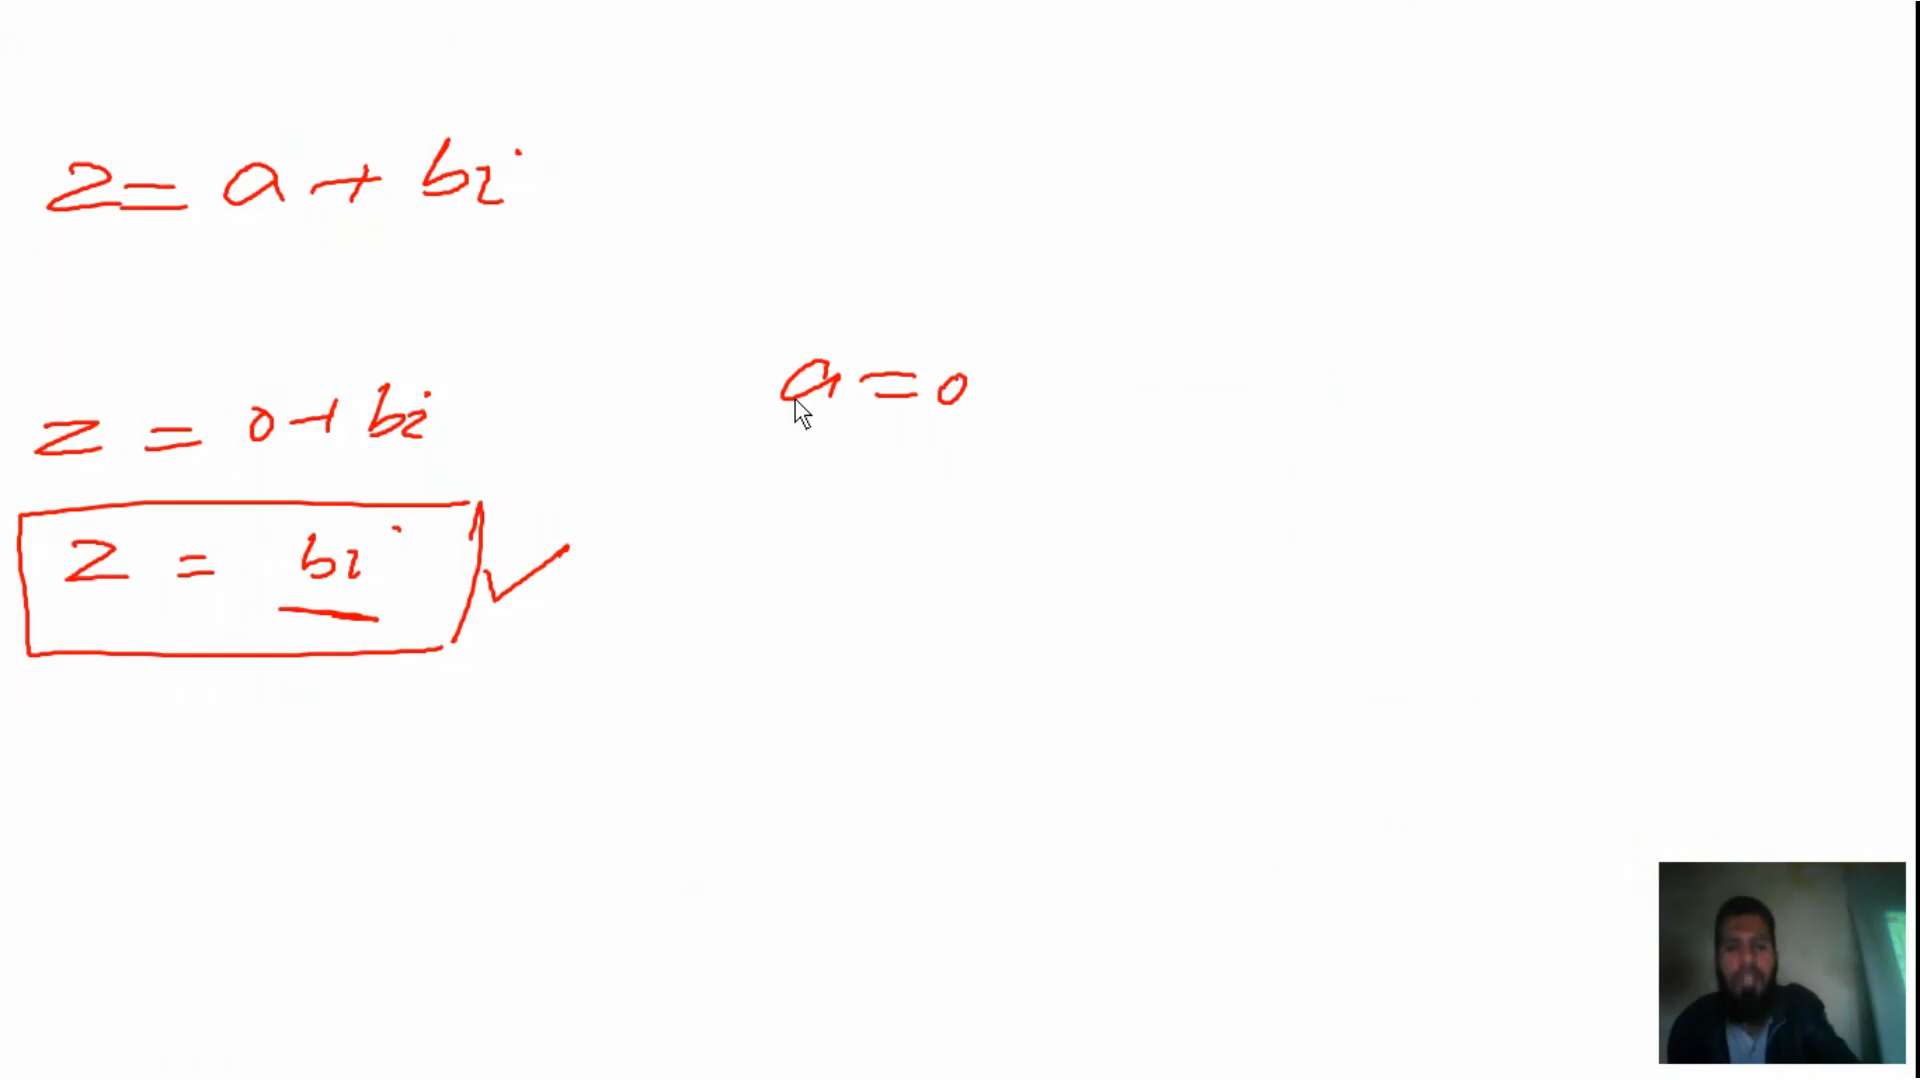 z = a + bi
a = 0
z = 0 + bi
z = bi